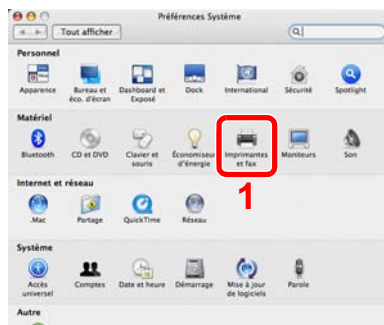 Préférences Système
Tout afficher
Personnel
Apparence
Bureau et éco. d'écran
Dashboard et Exposé
Dock
International
Sécurité
Spotlight
Matériel
Bluetooth
CD et DVD
Clavier et souris
Économiseur d'énergie
Imprimantes et fax
Moniteurs
Son
1
Internet et réseau
.Mac
Partage
QuickTime
Réseau
Système
Accès universel
Comptes
Date et heure
Démarrage
Mise à jour de logiciels
Parole
Autre